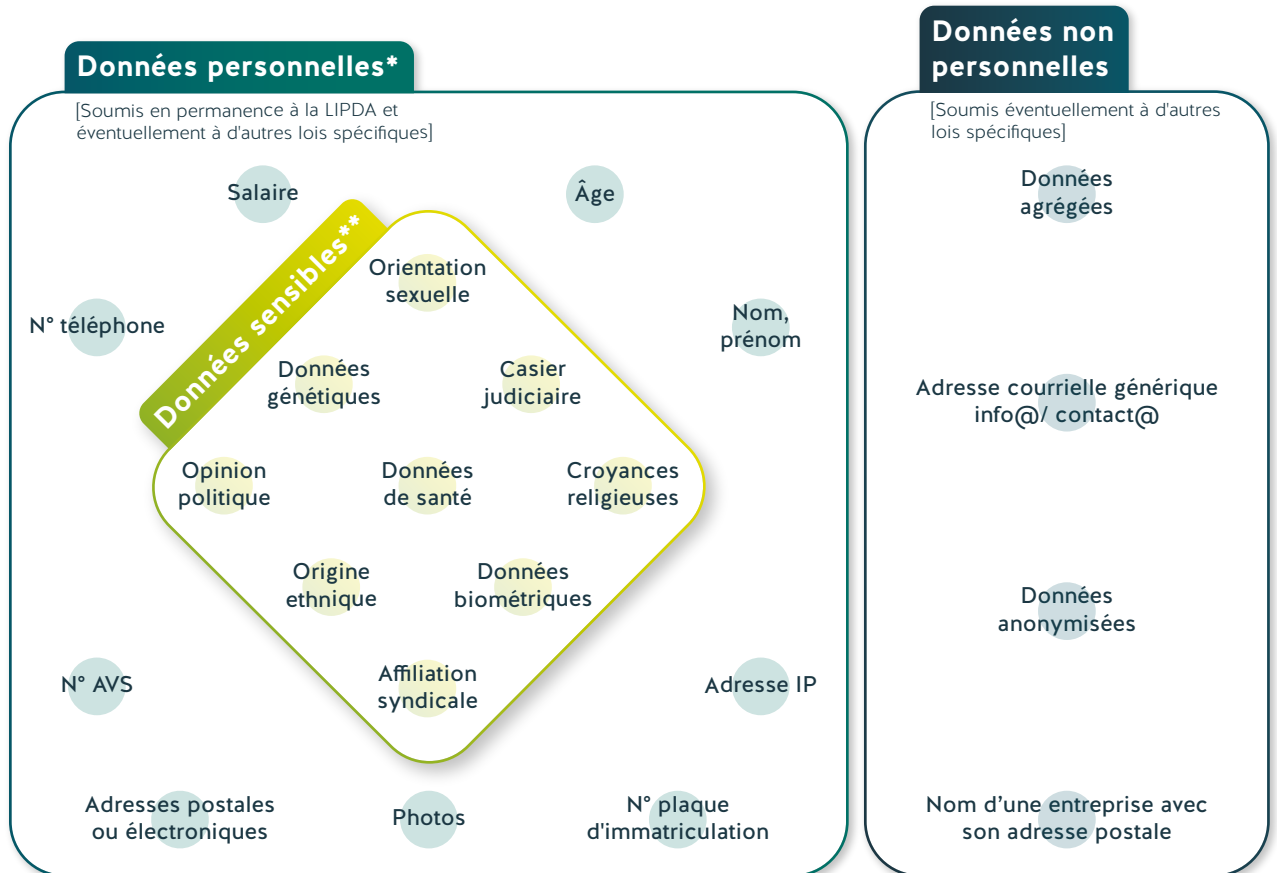 Données personnelles*
[Soumis en permanence à la LIPDA et
éventuellement à d'autres lois spécifiques]
Salaire
Âge
N° téléphone
Nom,
prénom
Données sensibles**
Orientation
sexuelle
Données
génétiques
Casier
judiciaire
Opinion
politique
Données
de santé
Croyances
religieuses
Origine
ethnique
Données
biométriques
Affiliation
syndicale
N° AVS
Adresse IP
Adresses postales
ou électroniques
Photos
N° plaque
d'immatriculation
Données non
personnelles
[Soumis éventuellement à d'autres
lois spécifiques]
Données
agrégées
Adresse courrielle générique
info@/ contact@
Données
anonymisées
Nom d’une entreprise avec
son adresse postale